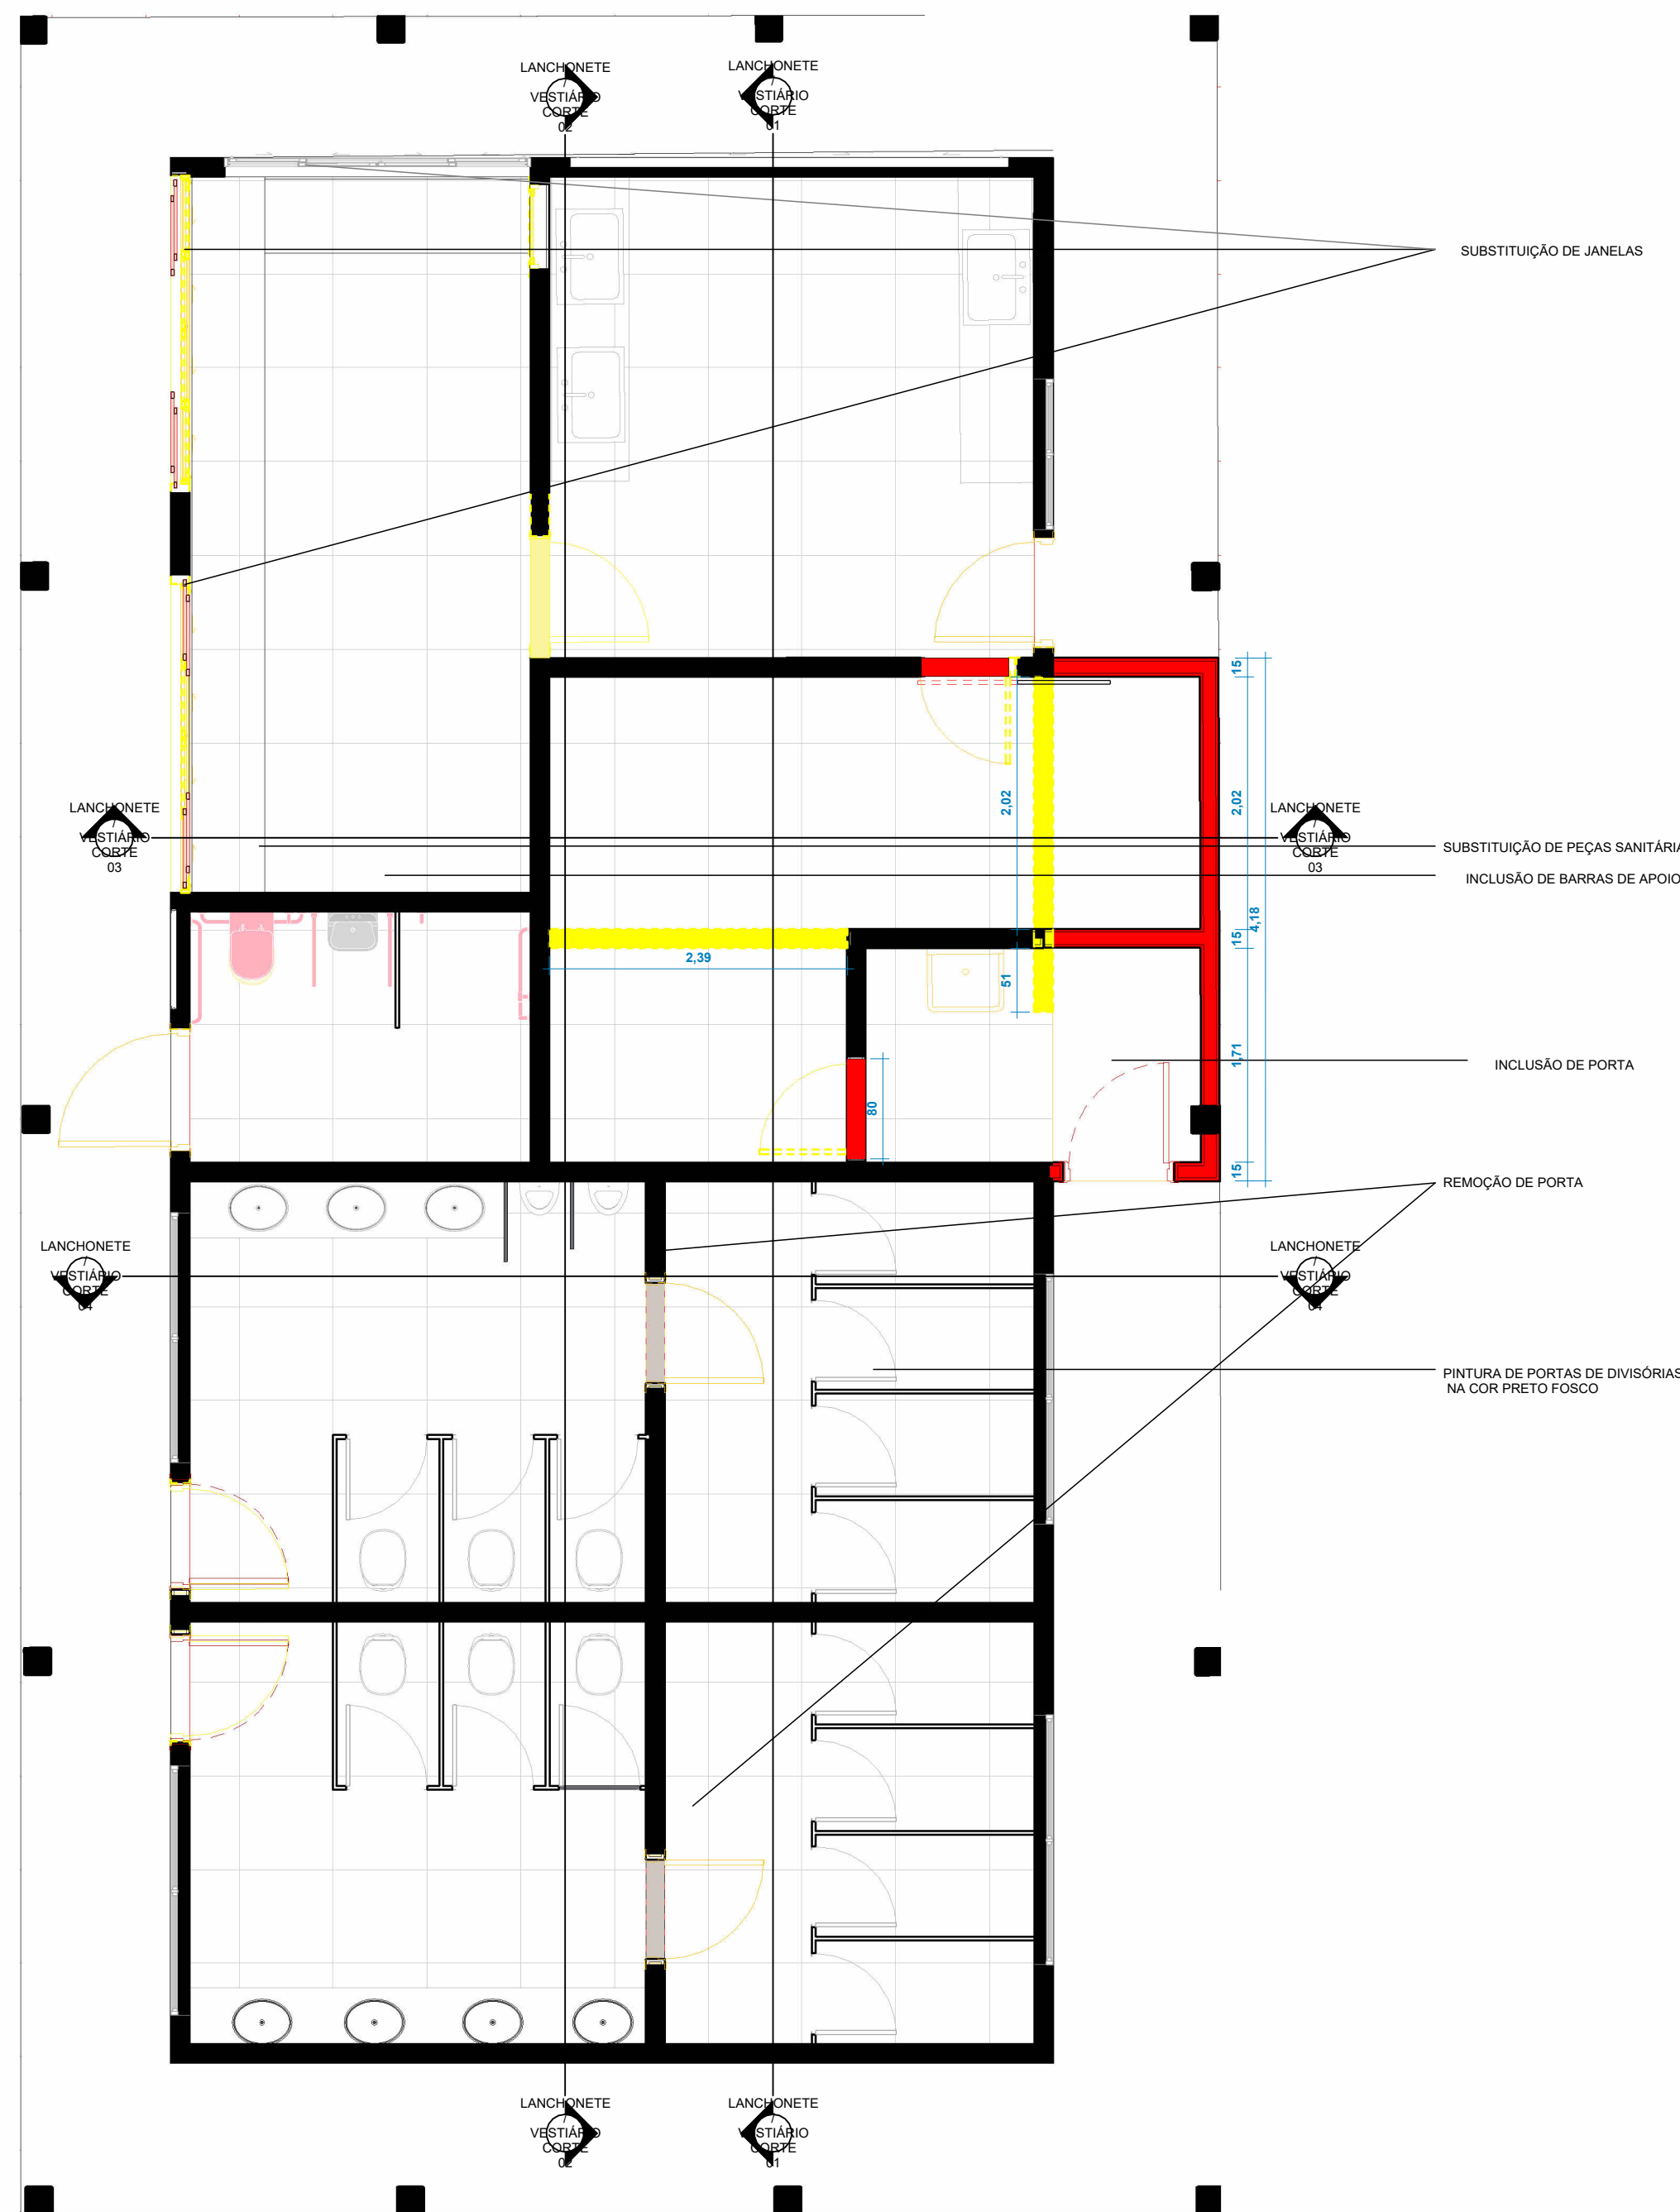 LANCHONETE
/
VESTIÁRIO
CORTE
02
LANCHONETE
/
VESTIÁRIO
CORTE
01
SUBSTITUIÇÃO DE JANELAS
15
2,02
2,02
LANCHONETE
/
VESTIÁRIO
CORTE
03
LANCHONETE
/
VESTIÁRIO
CORTE
03
SUBSTITUIÇÃO DE PEÇAS SANITÁRIA
INCLUSÃO DE BARRAS DE APOIO
4,18
15
2,39
51
1,71
INCLUSÃO DE PORTA
80
15
REMOÇÃO DE PORTA
LANCHONETE
/
VESTIÁRIO
CORTE
04
LANCHONETE
/
VESTIÁRIO
CORTE
04
PINTURA DE PORTAS DE DIVISÓRIAS
NA COR PRETO FOSCO
LANCHONETE
/
VESTIÁRIO
CORTE
02
LANCHONETE
/
VESTIÁRIO
CORTE
01